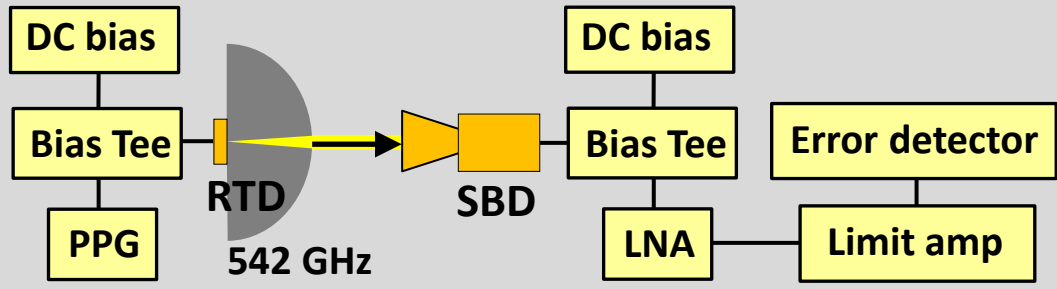 DC bias
Bias Tee
PPG
RTD
542 GHz
SBD
DC bias
Bias Tee
LNA
Error detector
Limit amp